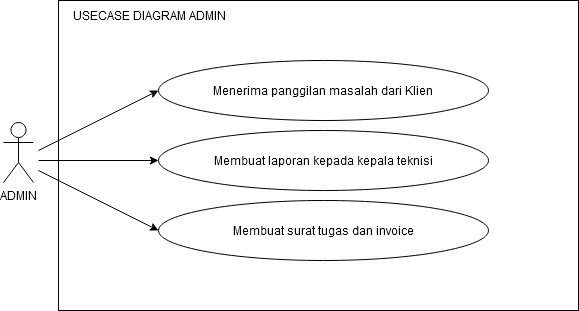 USECASE DIAGRAM ADMIN
Menerima panggilan masalah dari Klien
Membuat laporan kepada kepala teknisi
ADMIN
Membuat surat tugas dan invoice